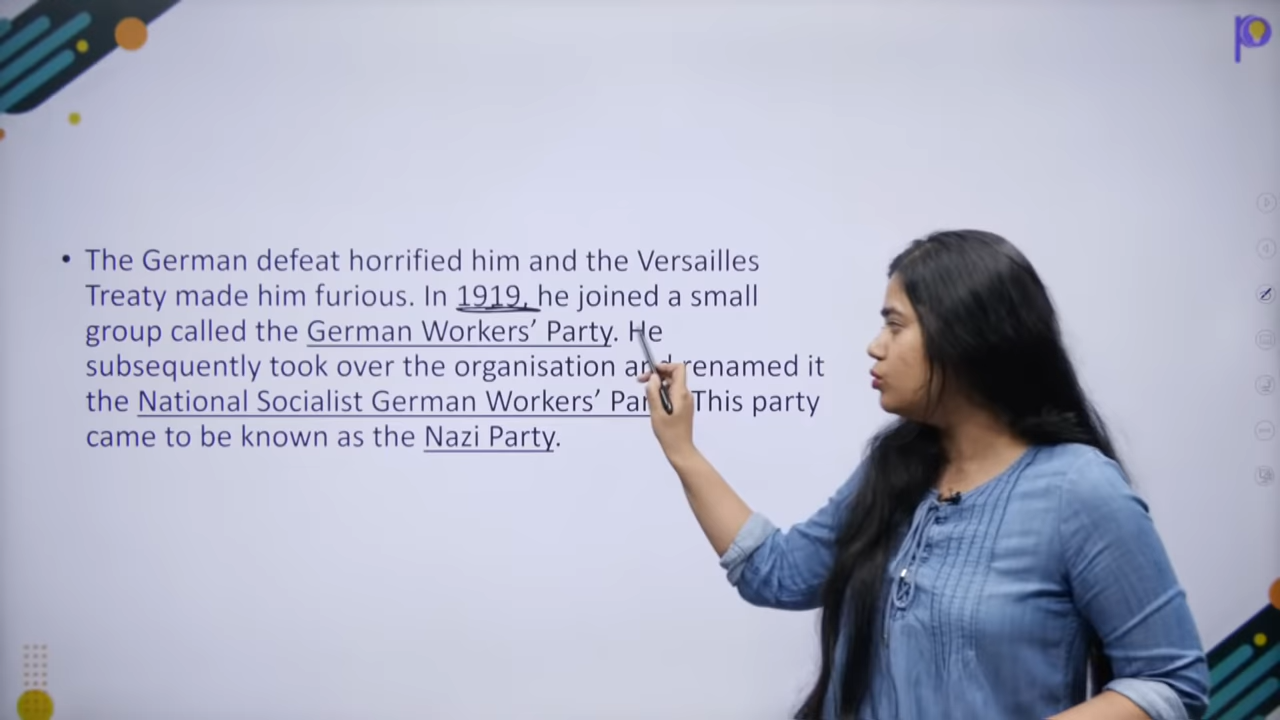 • The German defeat horrified him and the Versailles
Treaty made him furious. In 1919, he joined a small
group called the German Workers' Party. He
subsequently took over the organisation and renamed it
the National Socialist German Workers' Par This party
came to be known as the Nazi Party.